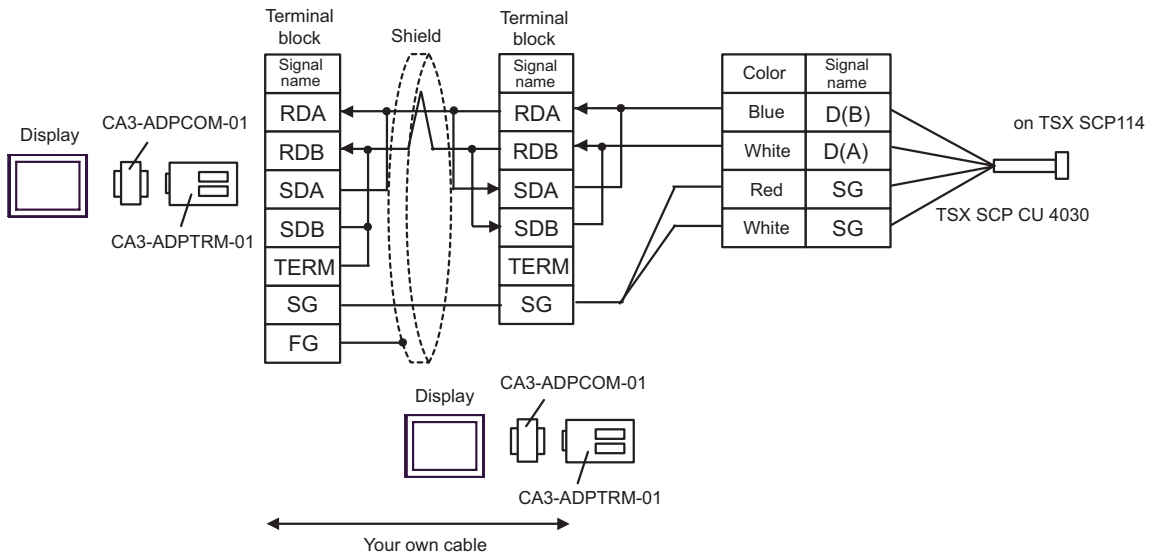 Display
CA3-ADPCOM-01
CA3-ADPTRM-01
Terminal
block
Signal
name
RDA
RDB
SDA
SDB
TERM
SG
FG
Shield
Terminal
block
Signal
name
RDA
RDB
SDA
SDB
TERM
SG
Color
Signal
name
Blue
D(B)
White
D(A)
Red
SG
White
SG
on TSX SCP114
TSX SCP CU 4030
Display
CA3-ADPCOM-01
CA3-ADPTRM-01
Your own cable